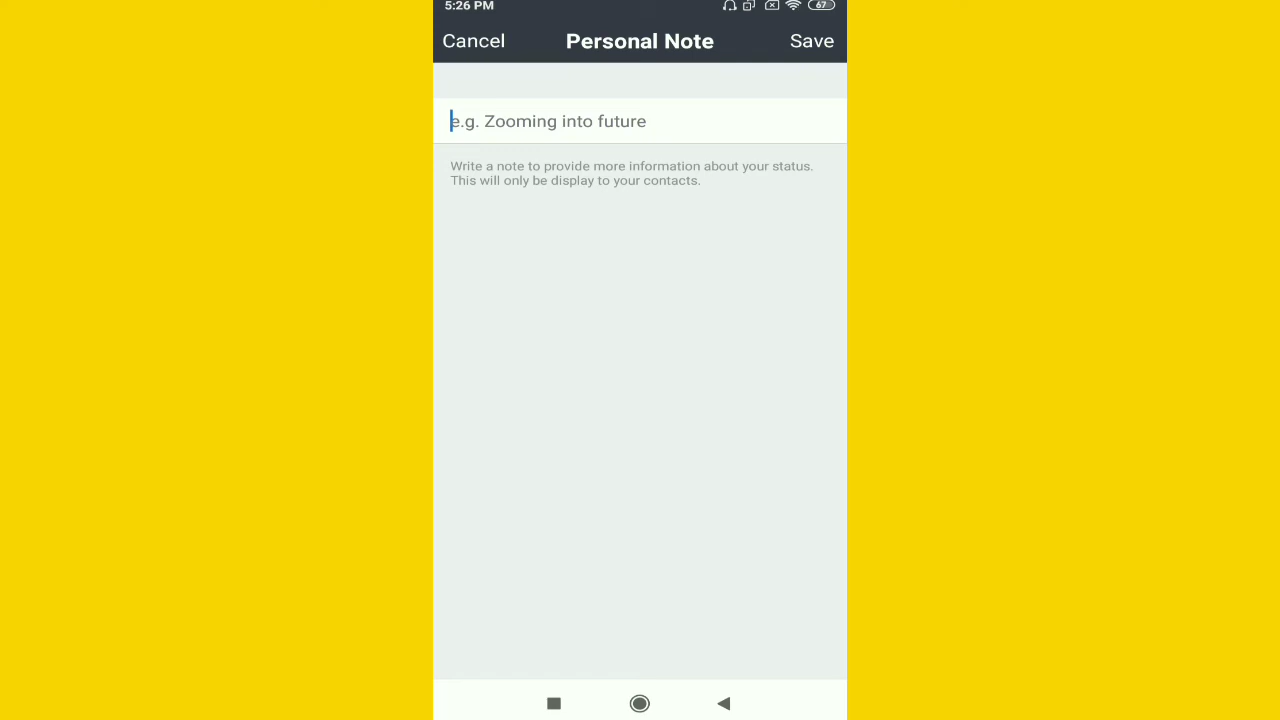 5:26 PM
67
Cancel Personal Note Save
e.g. Zooming into future
Write a note to provide more information about your status.
This will only be display to your contacts.